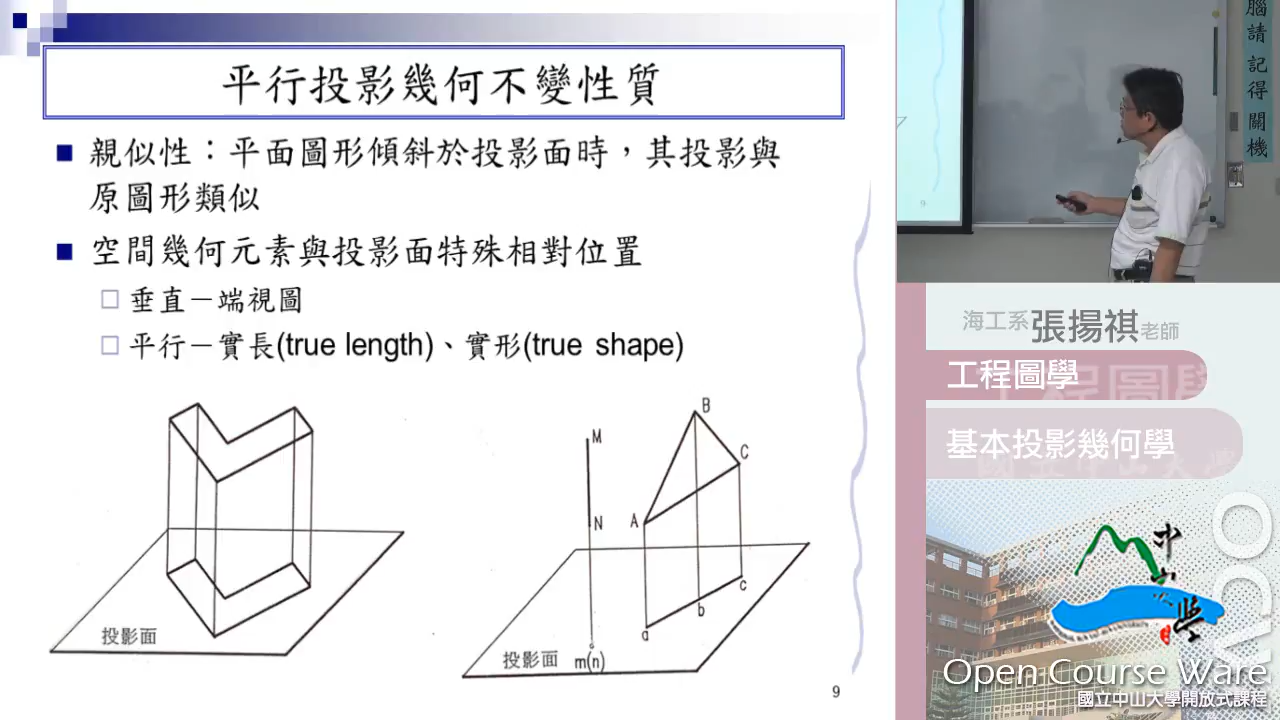 平行投影幾何不變性質
親似性：平面圖形傾斜於投影面時，其投影與
原圖形類似
空間幾何元素與投影面特殊相對位置
垂直－端視圖
平行－實長(true length)、實形(true shape)
投影面
M
N
A
B
C
a
b
c
投影面
m(n)
9
腦請記得關機
9
海工系張揚祺老師
工程圖學
基本投影幾何學
中山大學
Open Course Ware
國立中山大學開放式課程